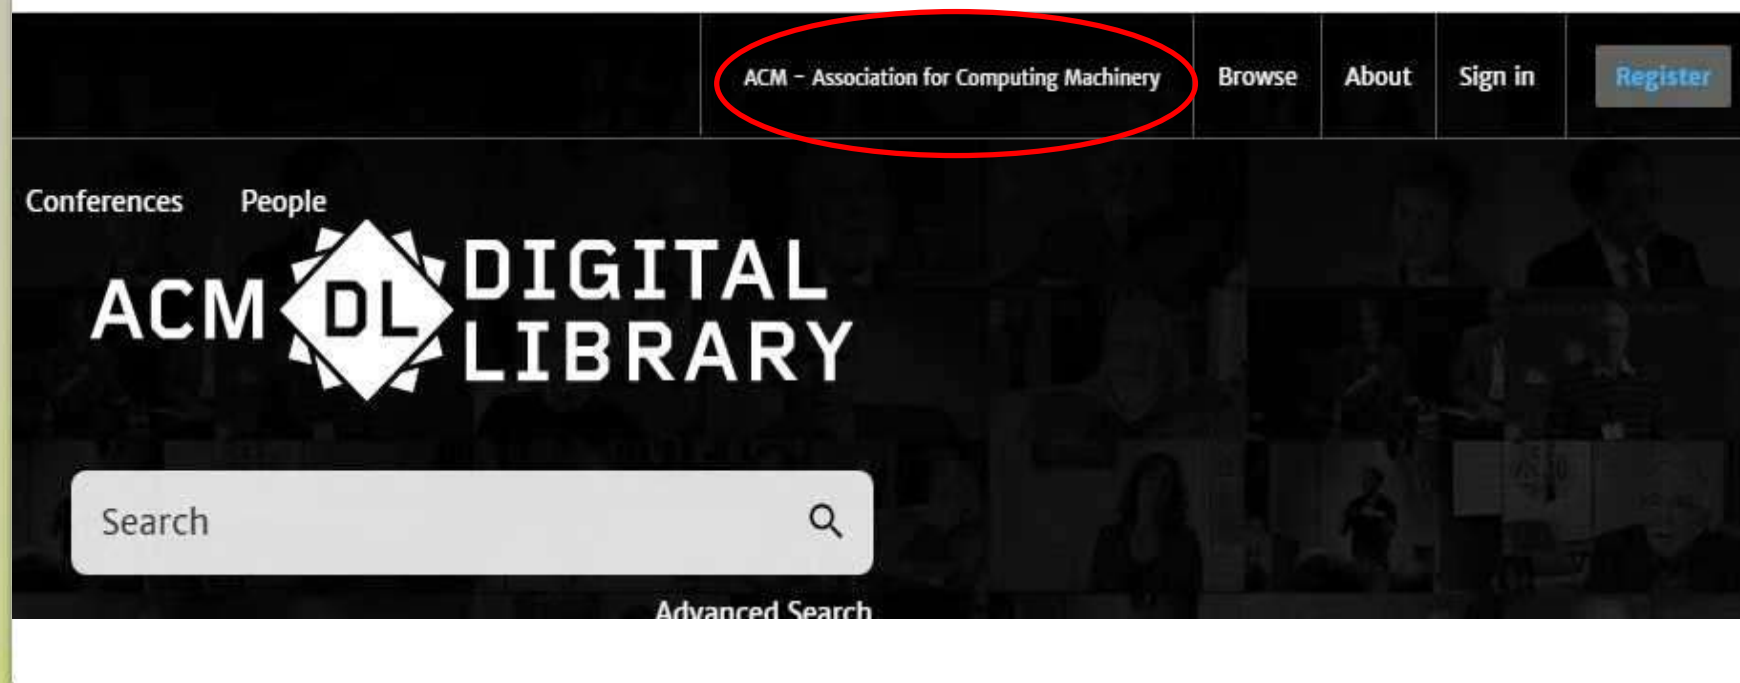 ACM - Association for Computing Machinery
Browse
About
Sign in
Register
Conferences
People
ACM DL DIGITAL
LIBRARY
Search
Advanced Search